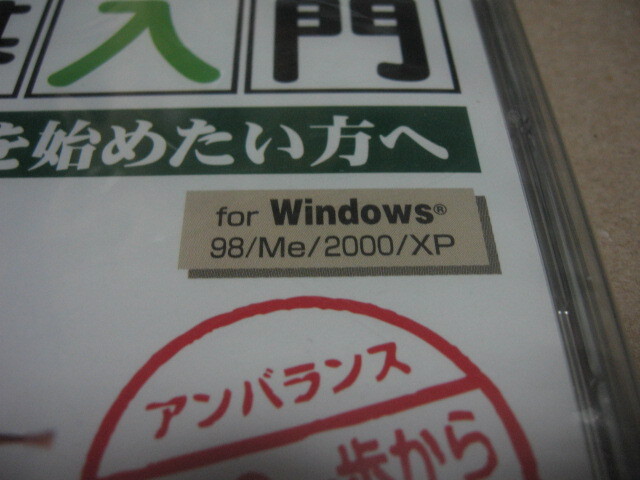 入門
を始めたい方へ
for Windows®
98/Me/2000/XP
アンバランス
歩から